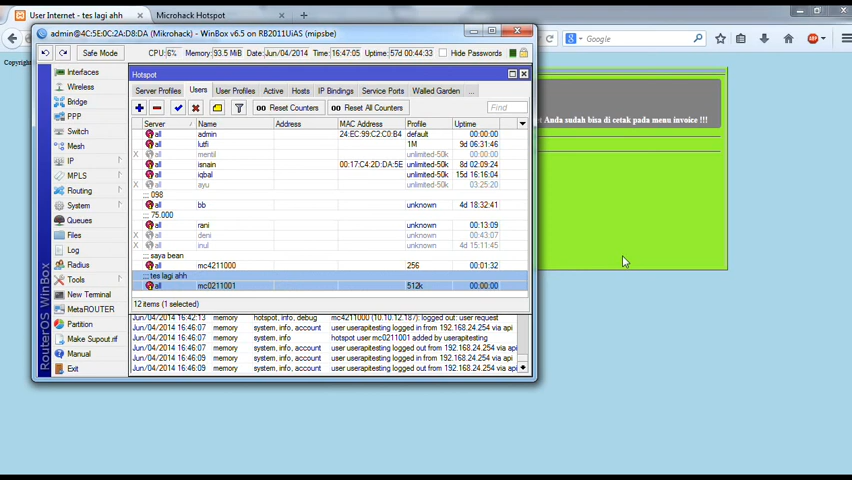 User Internet - tes lagi ahh
Microhack Hotspot
Google
Copyrig
et Anda sudah bisa di cetak pada menu invoice !!!
admin@4C:5E:0C:2A:D8:DA (Mikrohack) - WinBox v6.5 on RB2011UiAS (mipsbe)
Safe Mode CPU: 6% Memory: 93.5 MiB Date: Jun/04/2014 Time: 16:47:05 Uptime: 57d 00:44:33 Hide Passwords
RouterOS WinBox
Interfaces
Wireless
Bridge
PPP
Switch
Mesh
IP
MPLS
Routing
System
Queues
Files
Log
Radius
Tools
New Terminal
MetaROUTER
Partition
Make Supout.rif
Manual
Exit
Hotspot
Server Profiles Users User Profiles Active Hosts IP Bindings Service Ports Walled Garden ...
00 Reset Counters 00 Reset All Counters Find
Server Name Address MAC Address Profile Uptime
all admin 24:EC:99:C2:C0:B4 default 00:00:00
all lutfi 1M 9d 06:31:46
X all mentil unlimited-50k 00:00:00
all isnain 00:17:C4:2D:DA:5E unlimited-50k 8d 02:09:24
all iqbal unlimited-50k 15d 16:16:04
X all ayu unlimited-50k 03:25:20
;;; 098
all bb unknown 4d 18:32:41
;;; 75.000
all rani unknown 00:13:09
X all deni unknown 00:43:07
X all inul unknown 4d 15:11:45
;;; saya bean
all mc4211000 256 00:01:32
;;; tes lagi ahh
all mc0211001 512k 00:00:00
12 items (1 selected)
Jun/04/2014 16:42:13 memory hotspot, info, debug mc4211000 (10.10.12.187): logged out: user request
Jun/04/2014 16:46:07 memory system, info, account user userapitesting logged in from 192.168.24.254 via api
Jun/04/2014 16:46:07 memory system, info hotspot user mc0211001 added by userapitesting
Jun/04/2014 16:46:07 memory system, info, account user userapitesting logged out from 192.168.24.254 via api
Jun/04/2014 16:46:09 memory system, info, account user userapitesting logged in from 192.168.24.254 via api
Jun/04/2014 16:46:09 memory system, info, account user userapitesting logged out from 192.168.24.254 via api